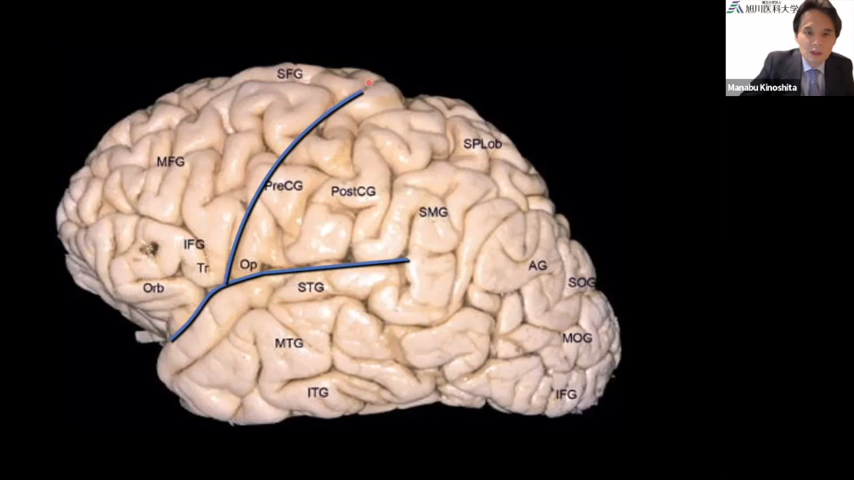 旭川医科大学
Manabu Kinoshita
SFG
SPLob
MFG
PreCG
PostCG
SMG
IFG
Tri
Op
AG
Orb
STG
SOG
MOG
MTG
ITG
IFG